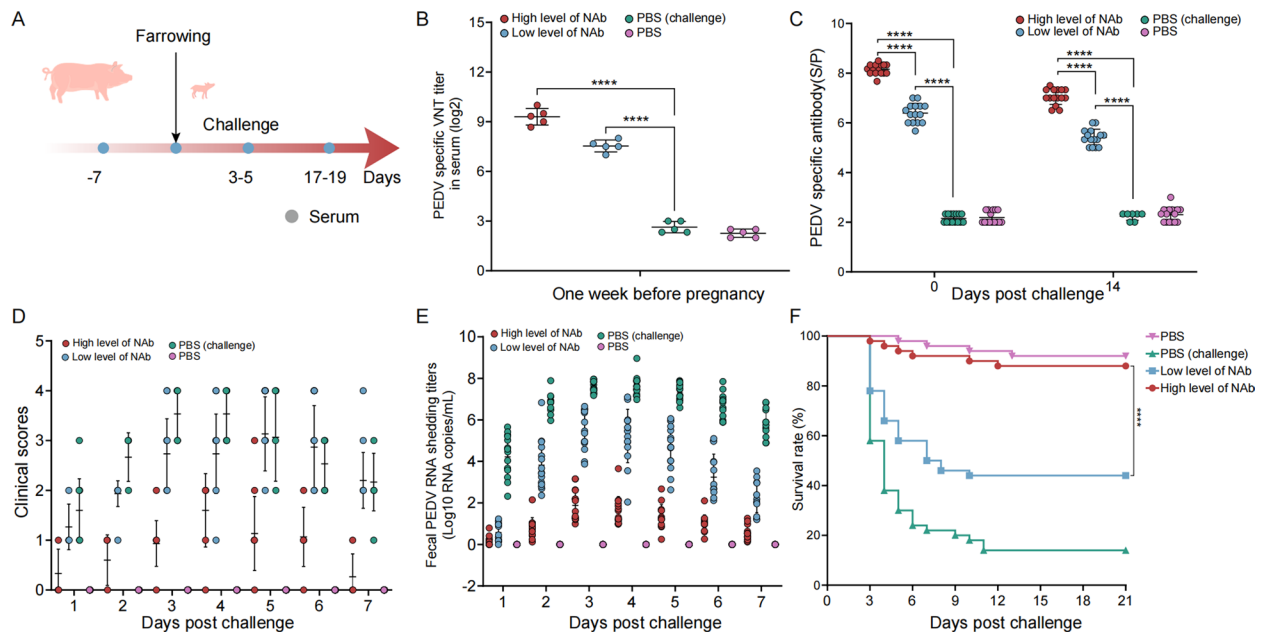 A
Farrowing
Challenge
-7
3-5
17-19
Days
Serum
B
High level of NAb
PBS (challenge)
Low level of NAb
PBS
PEDV specific VNT titer
in serum (log2)
15
12
9
6
3
0
****
****
One week before pregnancy
C
High level of NAb
PBS (challenge)
Low level of NAb
PBS
PEDV specific antibody(S/P)
10
8
6
4
2
0
****
****
****
****
****
****
0
14
Days post challenge
D
High level of NAb
PBS (challenge)
Low level of NAb
PBS
Clinical scores
5
4
3
2
1
0
1 2 3 4 5 6 7
Days post challenge
E
High level of NAb
PBS (challenge)
Low level of NAb
PBS
Fecal PEDV RNA shedding titers
(Log10 RNA copies/mL)
10
8
6
4
2
0
-2
1 2 3 4 5 6 7
Days post challenge
F
PBS
PBS (challenge)
Low level of NAb
High level of NAb
Survival rate (%)
100
80
60
40
20
0
****
0 3 6 9 12 15 18 21
Days post challenge